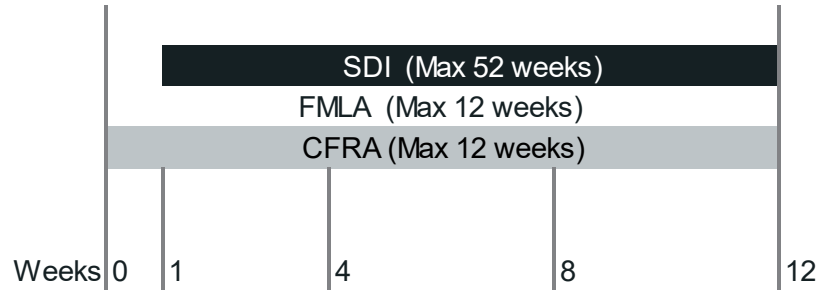 SDI (Max 52 weeks)
FMLA (Max 12 weeks)
CFRA (Max 12 weeks)
Weeks 0 1 4 8 12